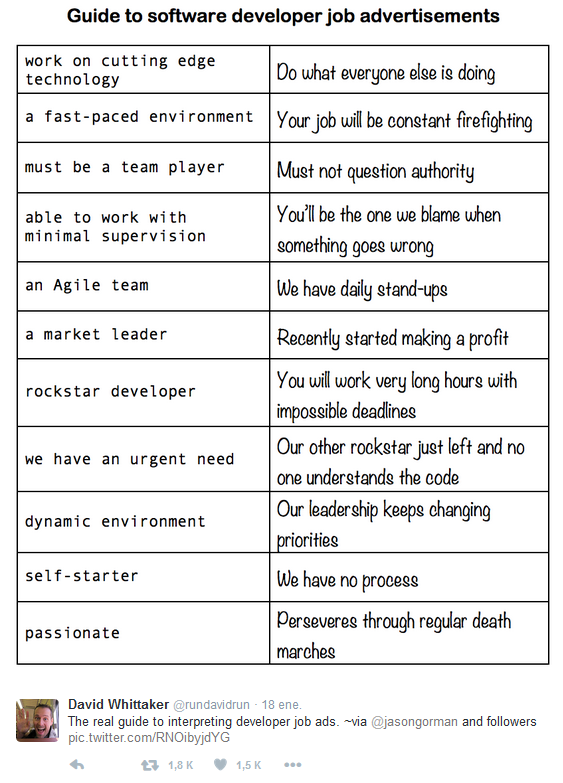 Guide to software developer job advertisements
work on cutting edge
technology
Do what everyone else is doing
a fast-paced environment
Your job will be constant firefighting
must be a team player
Must not question authority
able to work with
minimal supervision
You'll be the one we blame when
something goes wrong
an Agile team
We have daily stand-ups
a market leader
Recently started making a profit
rockstar developer
You will work very long hours with
impossible deadlines
we have an urgent need
Our other rockstar just left and no
one understands the code
dynamic environment
Our leadership keeps changing
priorities
self-starter
We have no process
passionate
Perseveres through regular death
marches
David Whittaker @rundavidrun · 18 ene.
The real guide to interpreting developer job ads. ~via @jasongorman and followers
pic.twitter.com/RNOibyjdYG
1,8 K 1,5 K